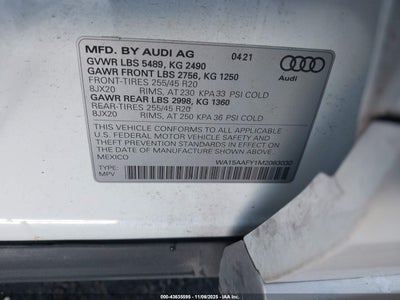 MFD. BY AUDI AG 04 21
GVWR LBS 5489, KG 2490
GAWR FRONT LBS 2756, KG 1250
FRONT-TIRES 255/45 R20
8JX20 RIMS, AT 230 KPA 33 PSI COLD
GAWR REAR LBS 2998, KG 1360
REAR-TIRES 255/45 R20
8JX20 RIMS, AT 250 KPA 36 PSI COLD
THIS VEHICLE CONFORMS TO ALL APPLICABLE
U.S. FEDERAL MOTOR VEHICLE SAFETY AND
THEFT PREVENTION STANDARDS IN EFFECT
ON THE DATE OF MANUFACTURE SHOWN ABOVE.
MEXICO
TYPE:
MPV
Audi
000-43635595 - 11/06/2025 -